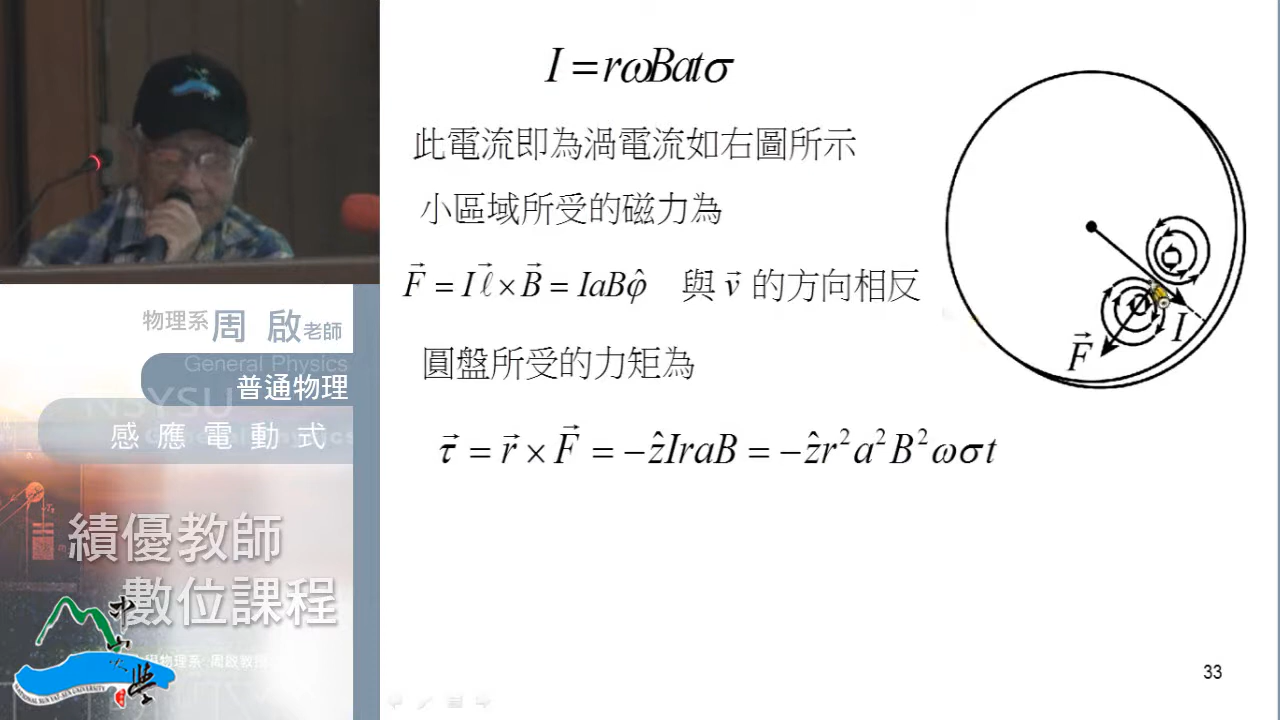 I = rωBatσ
此電流即為渦電流如右圖所示
小區域所受的磁力為
F⃗ = I ℓ⃗ × B⃗ = IaBφ̂ 與 v⃗ 的方向相反
圓盤所受的力矩為
τ⃗ = r⃗ × F⃗ = −ẑIraB = −ẑr²a²B²ωσt
I
F⃗
33
物理系周 啟老師
General Physics
普通物理
NSYSU
感應電動式
績優教師
數位課程